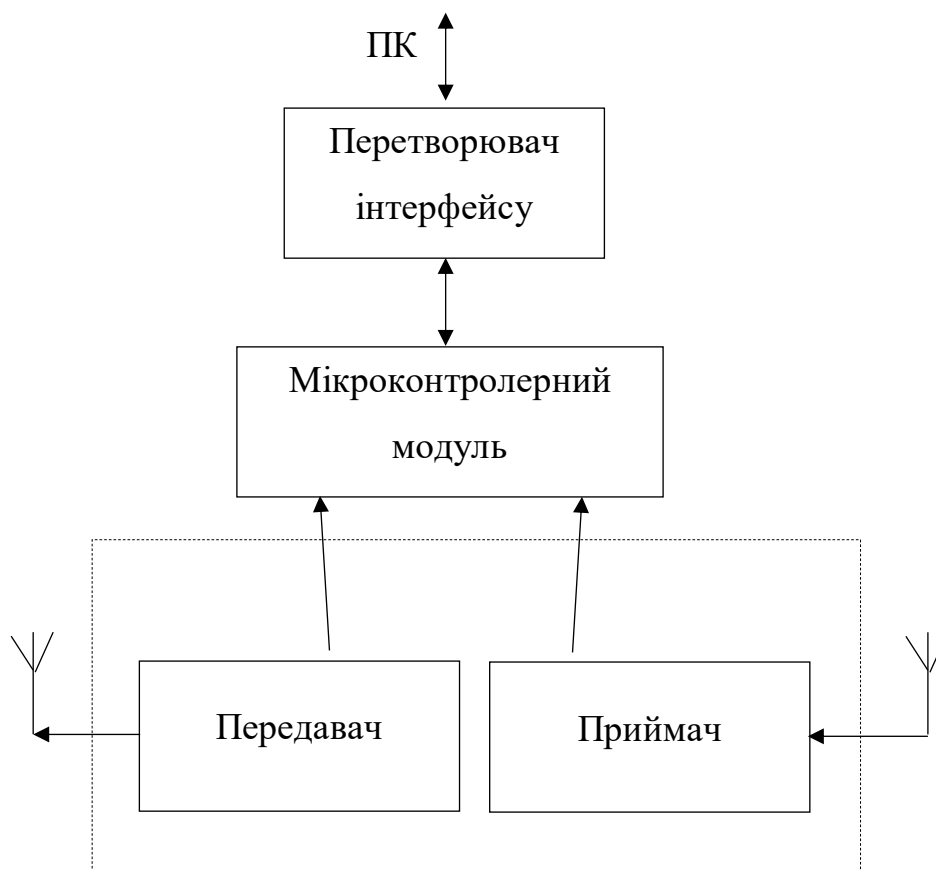 ПК
Перетворювач
інтерфейсу
Мікроконтролерний
модуль
Передавач
Приймач